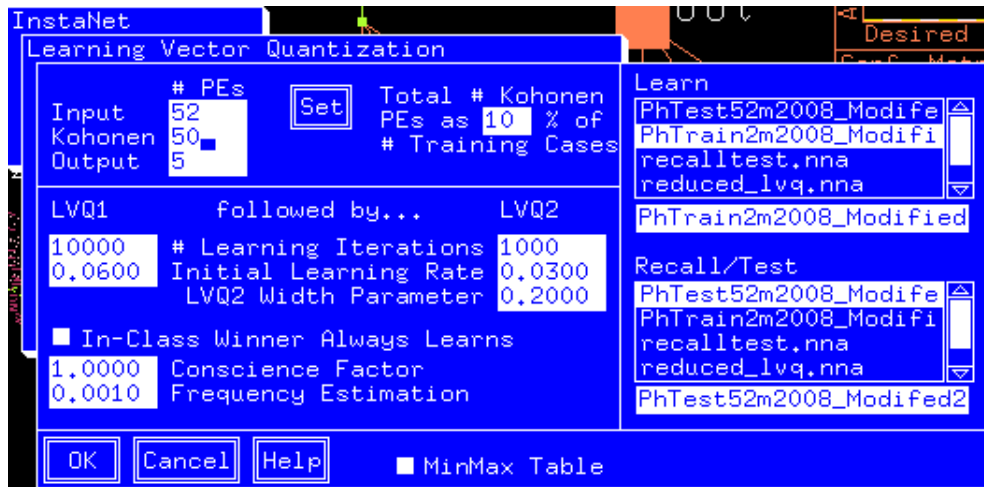 InstaNet
Learning Vector Quantization
# PEs
Input 52
Kohonen 50
Output 5
Set
Total # Kohonen
PEs as 10 % of
# Training Cases
LVQ1 followed by... LVQ2
10000 # Learning Iterations 1000
0.0600 Initial Learning Rate 0.0300
LVQ2 Width Parameter 0.2000
In-Class Winner Always Learns
1.0000 Conscience Factor
0.0010 Frequency Estimation
OK Cancel Help MinMax Table
Out
Desired
Learn
PhTest52m2008_Modife
PhTrain2m2008_Modifi
recalltest.nna
reduced_lvq.nna
PhTrain2m2008_Modified
Recall/Test
PhTest52m2008_Modife
PhTrain2m2008_Modifi
recalltest.nna
reduced_lvq.nna
PhTest52m2008_Modifed2